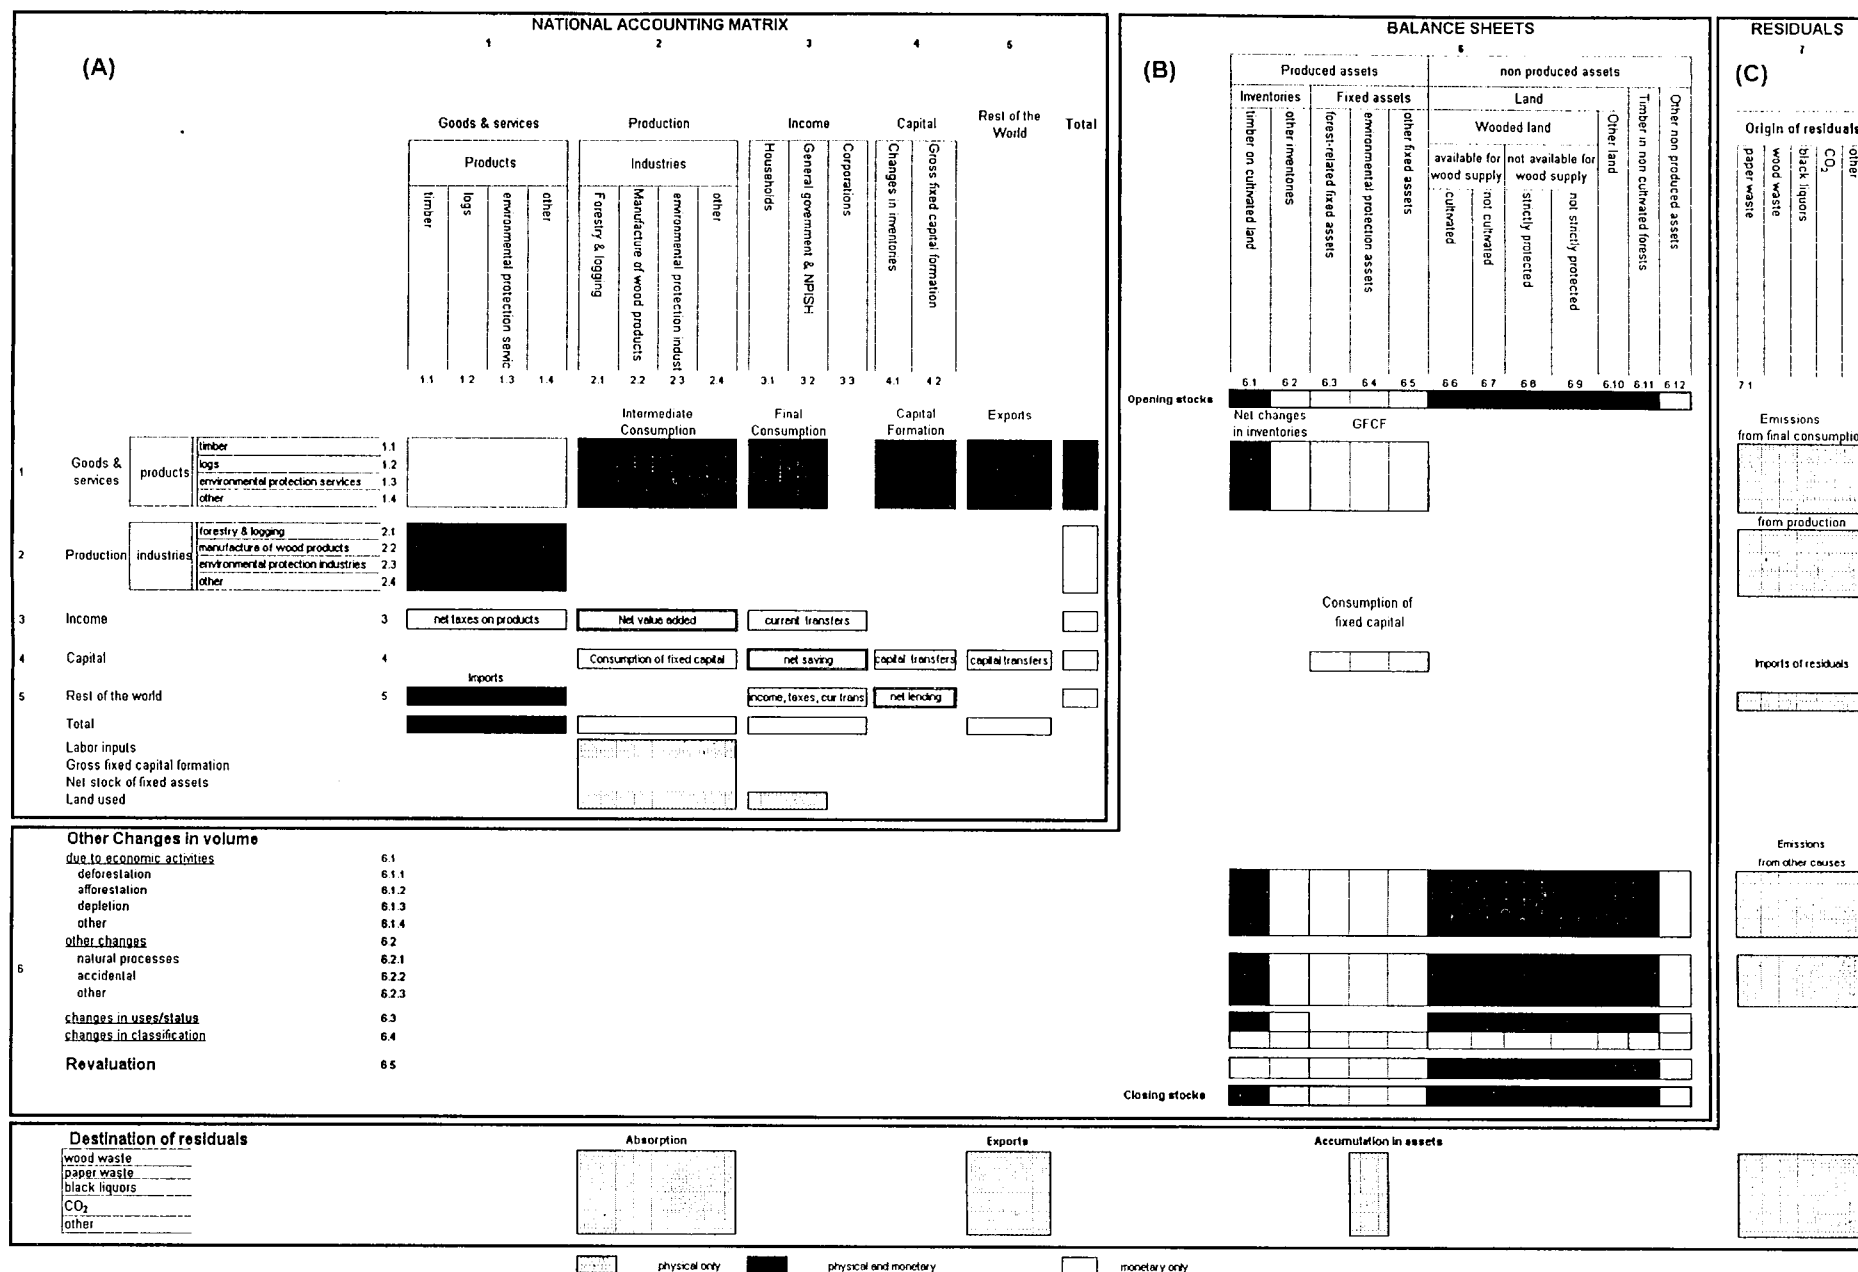 NATIONAL ACCOUNTING MATRIX
1 2 3 4 5
(A)
Goods & services Production Income Capital Rest of the World Total
Products Industries
timber
logs
environmental protection servic
other
Forestry & logging
Manufacture of wood products
environmental protection indust
other
Households
General government & NPISH
Corporations
Changes in inventories
Gross fixed capital formation
1.1 1.2 1.3 1.4 2.1 2.2 2.3 2.4 3.1 3.2 3.3 4.1 4.2
Intermediate Consumption
Final Consumption
Capital Formation
Exports
1 Goods & services products
timber 1.1
logs 1.2
environmental protection services 1.3
other 1.4
2 Production industries
forestry & logging 2.1
manufacture of wood products 2.2
environmental protection industries 2.3
other 2.4
3 Income 3 net taxes on products Net value added current transfers
4 Capital 4 Consumption of fixed capital net saving capital transfers capital transfers
Imports
5 Rest of the world 5 income, taxes, cur trans net lending
Total
Labor inputs
Gross fixed capital formation
Net stock of fixed assets
Land used
BALANCE SHEETS
6
(B)
Produced assets non produced assets
Inventories Fixed assets Land
Wooded land
available for wood supply
not available for wood supply
timber on cultivated land
other inventories
forest-related fixed assets
environmental protection assets
other fixed assets
cultivated
not cultivated
strictly protected
not strictly protected
Other land
Timber in non cultivated forests
Other non produced assets
6.1 6.2 6.3 6.4 6.5 6.6 6.7 6.8 6.9 6.10 6.11 6.12
Opening stocks
Net changes in inventories
GFCF
Consumption of fixed capital
RESIDUALS
7
(C)
Origin of residuals
paper waste
wood waste
black liquors
CO₂
other
7.1
Emissions
from final consumptio
from production
Imports of residuals
Emissions
from other causes
Other Changes in volume
due to economic activities 6.1
deforestation 6.1.1
afforestation 6.1.2
depletion 6.1.3
other 6.1.4
other changes 6.2
6
natural processes 6.2.1
accidental 6.2.2
other 6.2.3
changes in uses/status 6.3
changes in classification 6.4
Revaluation 6.5
Closing stocks
Destination of residuals Absorption Exports Accumulation in assets
wood waste
paper waste
black liquors
CO₂
other
physical only physical and monetary monetary only